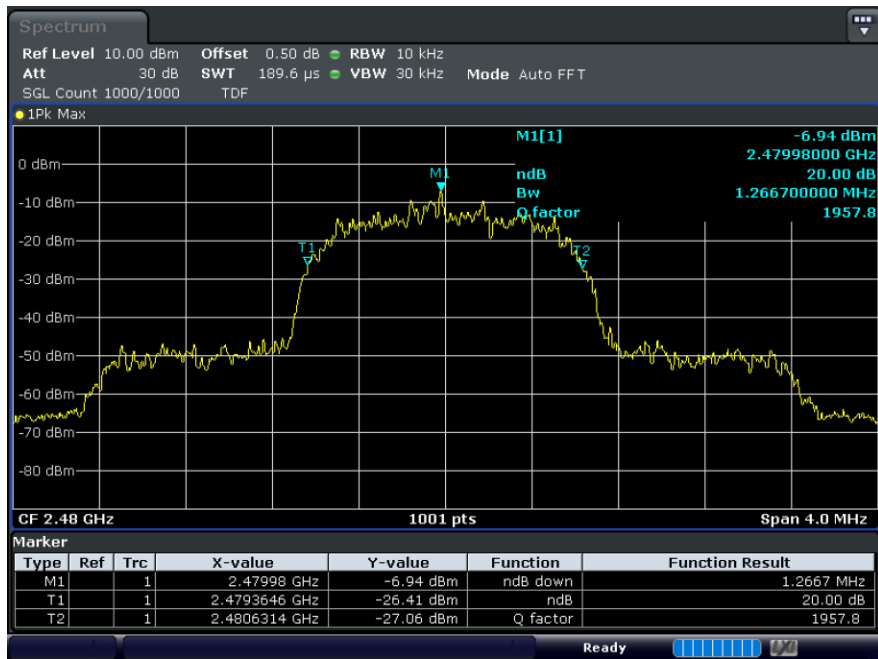 Spectrum
Ref Level 10.00 dBm Offset 0.50 dB RBW 10 kHz
Att 30 dB SWT 189.6 µs VBW 30 kHz Mode Auto FFT
SGL Count 1000/1000 TDF
1Pk Max
M1[1] -6.94 dBm
2.47998000 GHz
ndB 20.00 dB
Bw 1.266700000 MHz
Q factor 1957.8
0 dBm
M1
-10 dBm
-20 dBm
T1
T2
-30 dBm
-40 dBm
-50 dBm
-60 dBm
-70 dBm
-80 dBm
CF 2.48 GHz 1001 pts Span 4.0 MHz
Marker
Type Ref Trc X-value Y-value Function Function Result
M1 1 2.47998 GHz -6.94 dBm ndB down 1.2667 MHz
T1 1 2.4793646 GHz -26.41 dBm ndB 20.00 dB
T2 1 2.4806314 GHz -27.06 dBm Q factor 1957.8
Ready